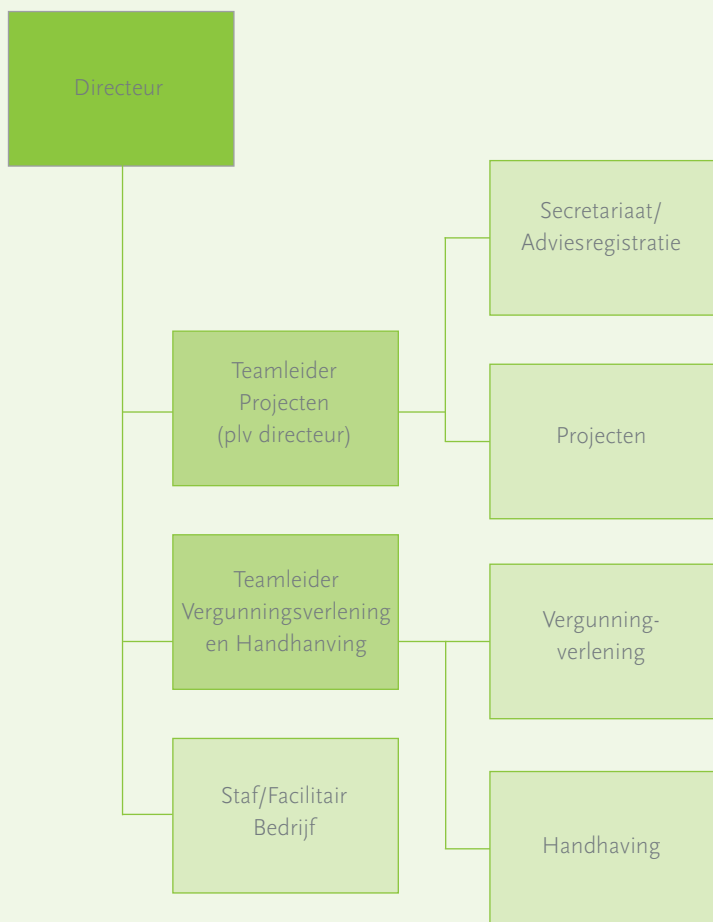 Directeur
Secretariaat/
Adviesregistratie
Teamleider
Projecten
(plv directeur)
Projecten
Teamleider
Vergunningsverlening
en Handhanving
Vergunning-
verlening
Staf/Facilitair
Bedrijf
Handhaving